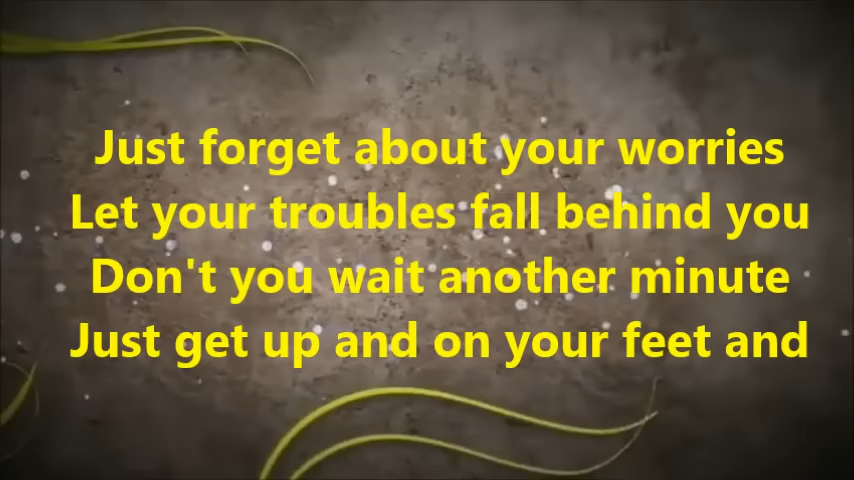 Just forget about your worries
Let your troubles fall behind you
Don't you wait another minute
Just get up and on your feet and